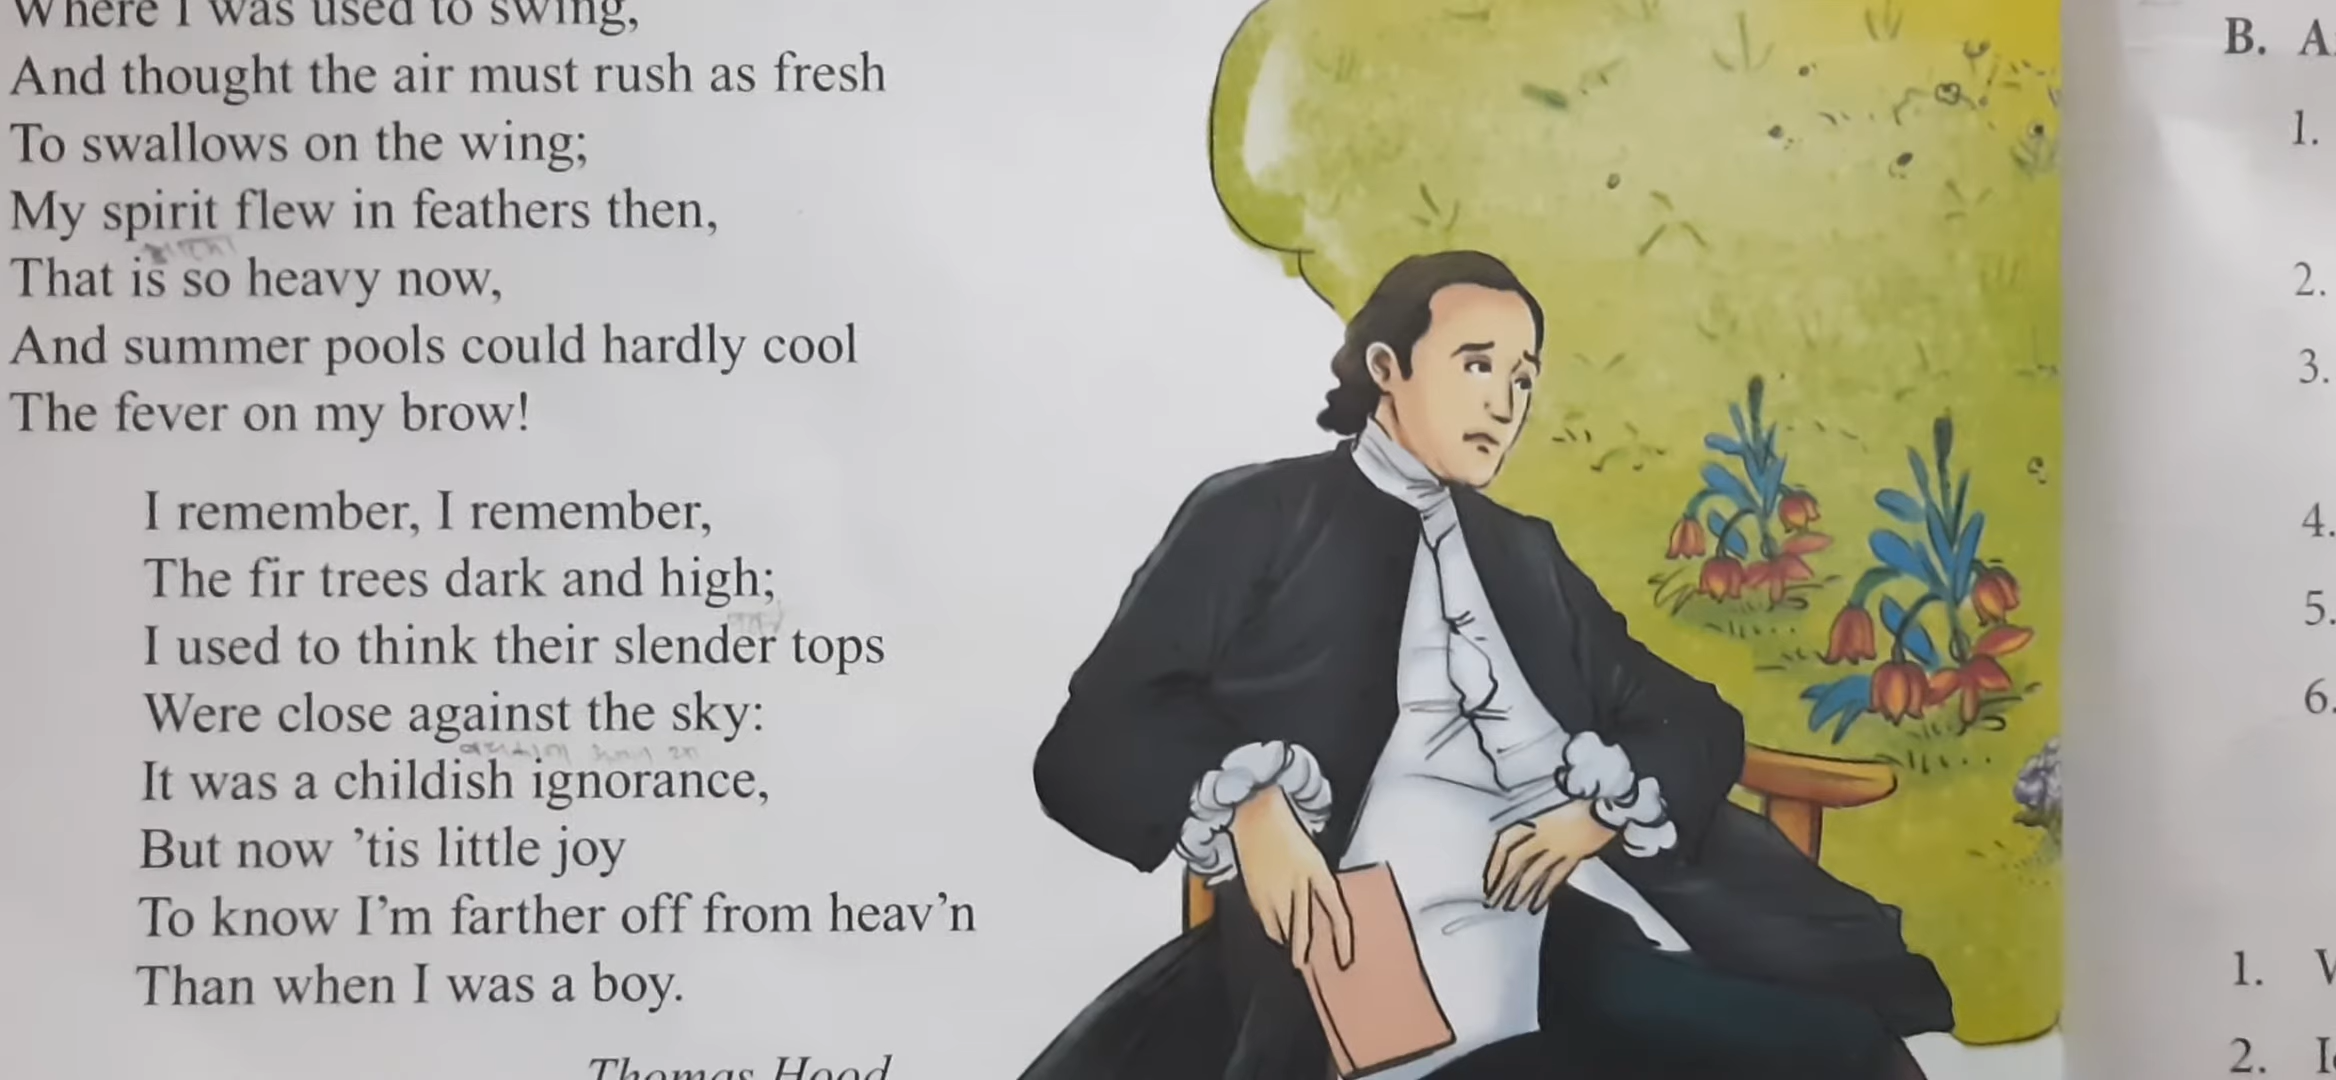 Where I was used to swing,
And thought the air must rush as fresh
To swallows on the wing;
My spirit flew in feathers then,
That is so heavy now,
And summer pools could hardly cool
The fever on my brow!
I remember, I remember,
The fir trees dark and high;
I used to think their slender tops
Were close against the sky:
It was a childish ignorance,
But now ’tis little joy
To know I’m farther off from heav’n
Than when I was a boy.
Thomas Hood
B.
1.
2.
3.
4.
5.
6.
1.
2.